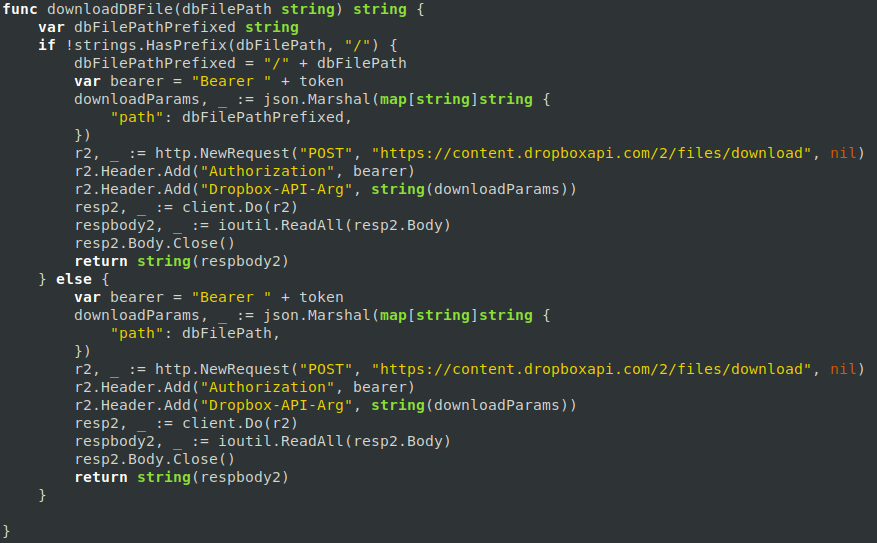 func downloadDBFile(dbFilePath string) string {
    var dbFilePathPrefixed string
    if !strings.HasPrefix(dbFilePath, "/") {
        dbFilePathPrefixed = "/" + dbFilePath
        var bearer = "Bearer " + token
        downloadParams, _ := json.Marshal(map[string]string {
            "path": dbFilePathPrefixed,
        })
        r2, _ := http.NewRequest("POST", "https://content.dropboxapi.com/2/files/download", nil)
        r2.Header.Add("Authorization", bearer)
        r2.Header.Add("Dropbox-API-Arg", string(downloadParams))
        resp2, _ := client.Do(r2)
        respbody2, _ := ioutil.ReadAll(resp2.Body)
        resp2.Body.Close()
        return string(respbody2)
    } else {
        var bearer = "Bearer " + token
        downloadParams, _ := json.Marshal(map[string]string {
            "path": dbFilePath,
        })
        r2, _ := http.NewRequest("POST", "https://content.dropboxapi.com/2/files/download", nil)
        r2.Header.Add("Authorization", bearer)
        r2.Header.Add("Dropbox-API-Arg", string(downloadParams))
        resp2, _ := client.Do(r2)
        respbody2, _ := ioutil.ReadAll(resp2.Body)
        resp2.Body.Close()
        return string(respbody2)
    }

}